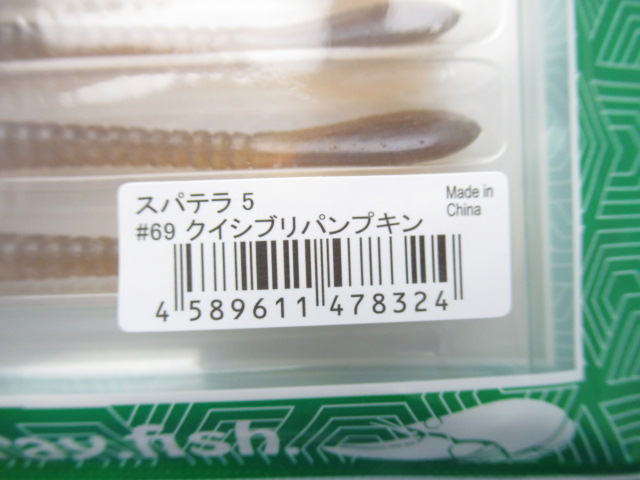 スパテラ 5
Made in
China
#69 クイシブリパンプキン
4 589611 478324
fish.